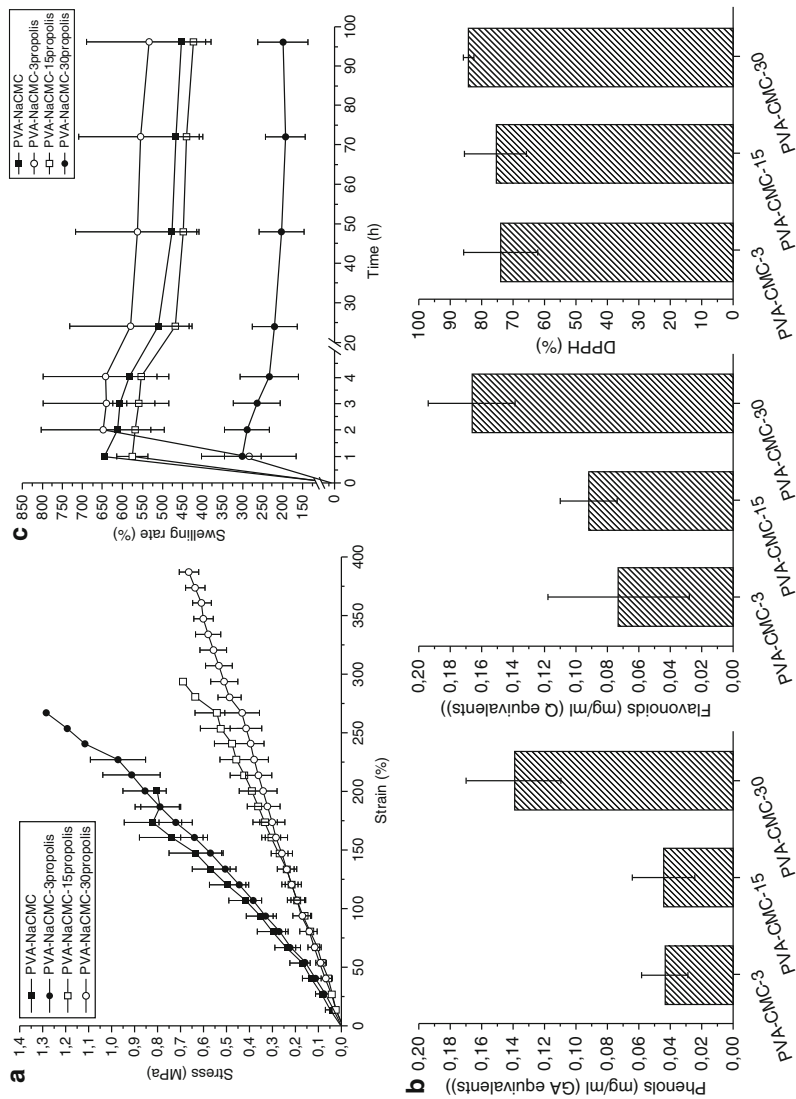 a
PVA-NaCMC
PVA-NaCMC-3propolis
PVA-NaCMC-15propolis
PVA-NaCMC-30propolis
Stress (MPa)
1,3
1,2
1,1
1,0
0,9
0,8
0,7
0,6
0,5
0,4
0,3
0,2
0,1
0,0
0
50
100
150
200
250
300
350
400
Strain (%)
c
PVA-NaCMC
PVA-NaCMC-3propolis
PVA-NaCMC-15propolis
PVA-NaCMC-30propolis
Swelling rate (%)
850
750
650
550
450
350
250
150
0
0
1
2
3
4
20
30
40
50
60
70
80
90
100
Time (h)
b
Phenols (mg/ml (GA equivalents))
0,20
0,18
0,16
0,14
0,12
0,10
0,08
0,06
0,04
0,02
0,00
PVA-CMC-3
PVA-CMC-15
PVA-CMC-30
Flavonoids (mg/ml (Q equivalents))
0,20
0,18
0,16
0,14
0,12
0,10
0,08
0,06
0,04
0,02
0,00
PVA-CMC-3
PVA-CMC-15
PVA-CMC-30
DPPH (%)
100
90
80
70
60
50
40
30
20
10
0
PVA-CMC-3
PVA-CMC-15
PVA-CMC-30